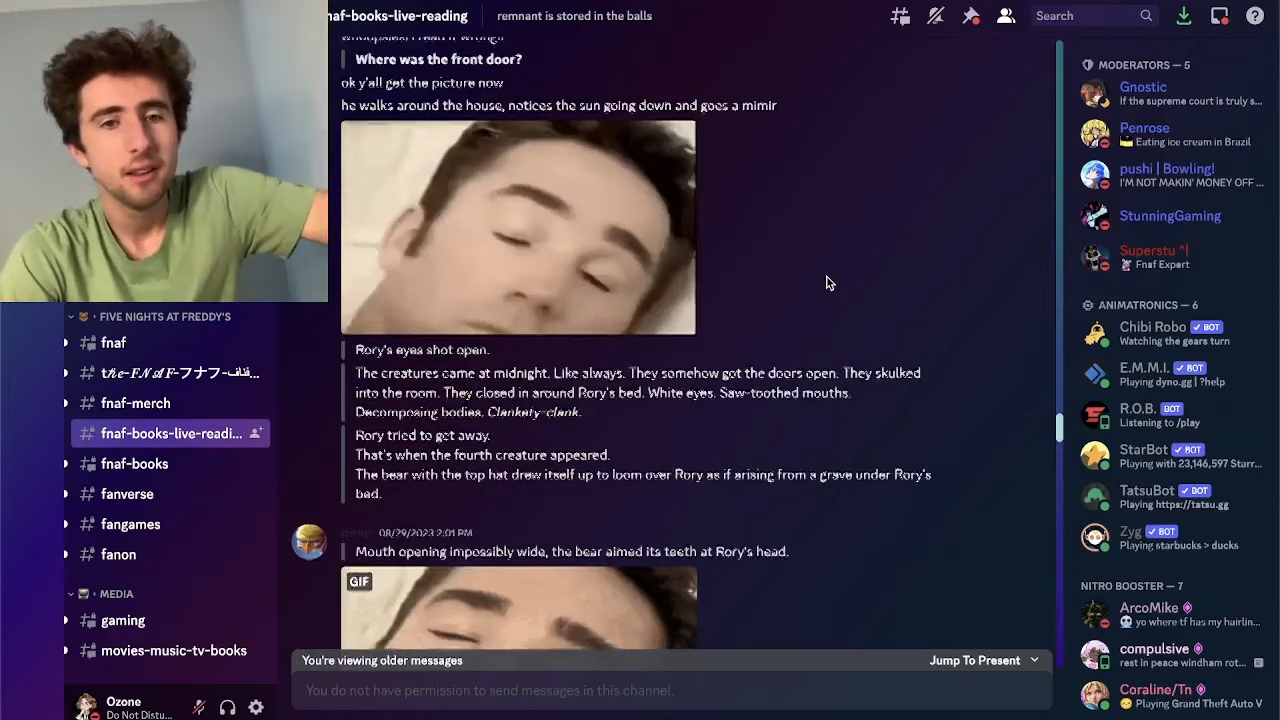 naf-books-live-reading
remnant is stored in the balls
Search
whoopsies, i read it wrong!!
Where was the front door?
ok y'all get the picture now
he walks around the house, notices the sun going down and goes a mimir
Rory's eyes shot open.
The creatures came at midnight. Like always. They somehow got the doors open. They skulked
into the room. They closed in around Rory's bed. White eyes. Saw-toothed mouths.
Decomposing bodies, Clankety-clank.
Rory tried to get away.
That's when the fourth creature appeared.
The bear with the top hat drew itself up to loom over Rory as if arising from a grave under Rory's
bed.
08/29/2023 2:01 PM
Mouth opening impossibly wide, the bear aimed its teeth at Rory's head.
GIF
You're viewing older messages
Jump To Present
You do not have permission to send messages in this channel.
FIVE NIGHTS AT FREDDY'S
fnaf
fnaf-merch
fnaf-books-live-readi...
fnaf-books
fanverse
fangames
fanon
MEDIA
gaming
movies-music-tv-books
Ozone
Do Not Distu...
MODERATORS — 5
Gnostic
If the supreme court is truly s...
Penrose
Eating ice cream in Brazil
pushi | Bowling!
I'M NOT MAKIN' MONEY OFF ...
StunningGaming
Superstu ^|
Fnaf Expert
ANIMATRONICS — 6
Chibi Robo ✓ BOT
Watching the gears turn
E.M.M.I. ✓ BOT
Playing dyno.gg | ?help
R.O.B. BOT
Listening to /play
StarBot ✓ BOT
Playing with 23,146,597 Starr...
TatsuBot ✓ BOT
Playing https://tatsu.gg
Zyg ✓ BOT
Playing starbucks > ducks
NITRO BOOSTER — 7
ArcoMike
yo where tf has my hairlin...
compulsive
rest in peace windham rot...
Coraline/Tn
Playing Grand Theft Auto V